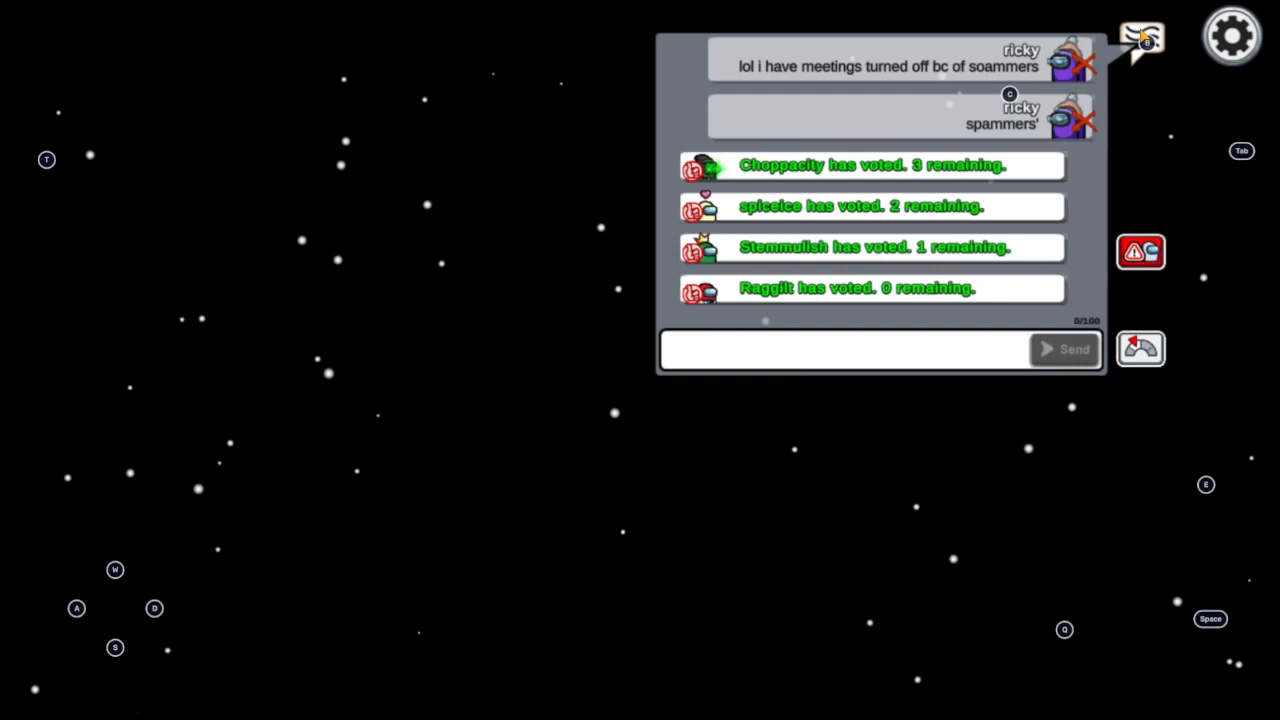 ricky
lol i have meetings turned off bc of soammers
ricky
spammers'
Choppacity has voted. 3 remaining.
spiceice has voted. 2 remaining.
Stemmulish has voted. 1 remaining.
Raggilt has voted. 0 remaining.
0/100
Send
B
C
T
Tab
E
W
A
D
S
Q
Space